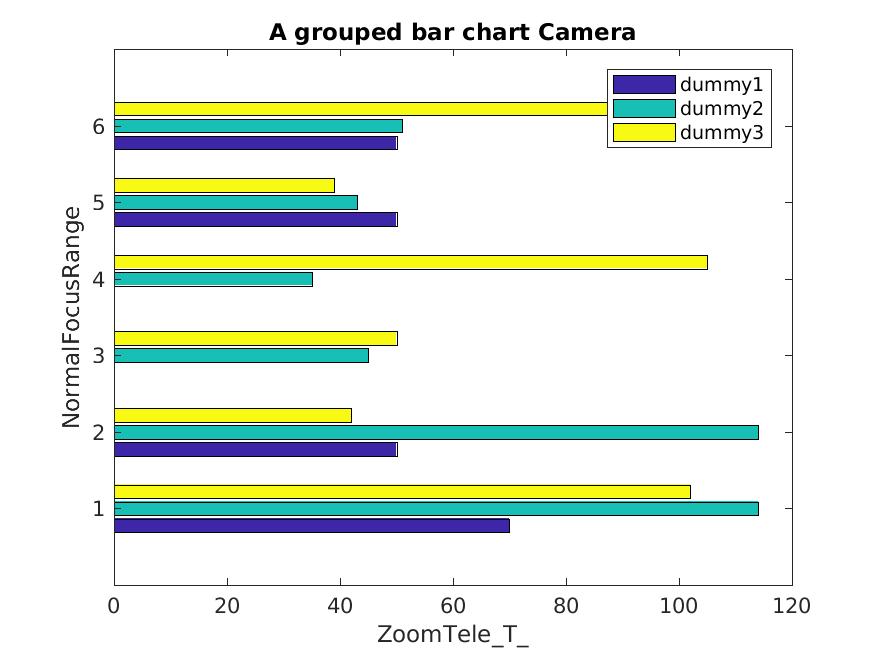 A grouped bar chart Camera
dummy1
dummy2
dummy3
6
5
4
3
2
1
NormalFocusRange
0 20 40 60 80 100 120
ZoomTele_T_